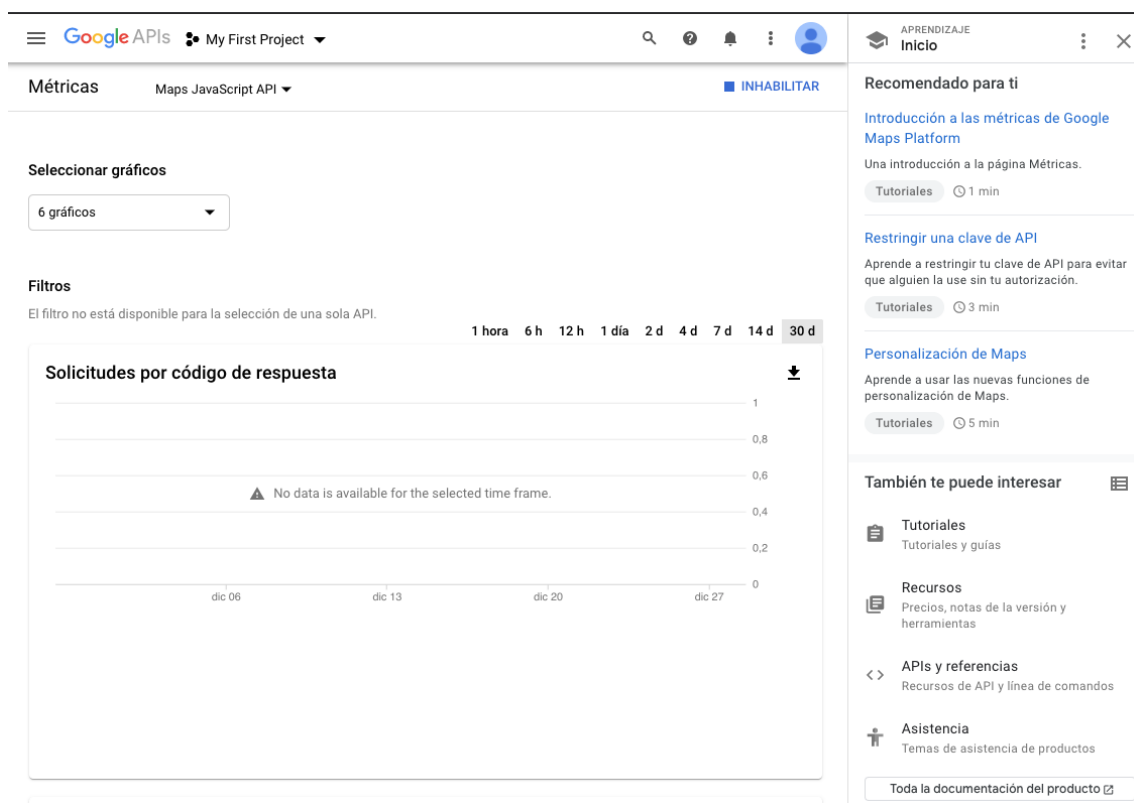 Google APIs
My First Project
Métricas
Maps JavaScript API
INHABILITAR
Seleccionar gráficos
6 gráficos
Filtros
El filtro no está disponible para la selección de una sola API.
1 hora 6 h 12 h 1 día 2 d 4 d 7 d 14 d 30 d
Solicitudes por código de respuesta
1
0,8
0,6
No data is available for the selected time frame.
0,4
0,2
0
dic 06 dic 13 dic 20 dic 27
APRENDIZAJE
Inicio
Recomendado para ti
Introducción a las métricas de Google
Maps Platform
Una introducción a la página Métricas.
Tutoriales 1 min
Restringir una clave de API
Aprende a restringir tu clave de API para evitar
que alguien la use sin tu autorización.
Tutoriales 3 min
Personalización de Maps
Aprende a usar las nuevas funciones de
personalización de Maps.
Tutoriales 5 min
También te puede interesar
Tutoriales
Tutoriales y guías
Recursos
Precios, notas de la versión y
herramientas
APIs y referencias
Recursos de API y línea de comandos
Asistencia
Temas de asistencia de productos
Toda la documentación del producto